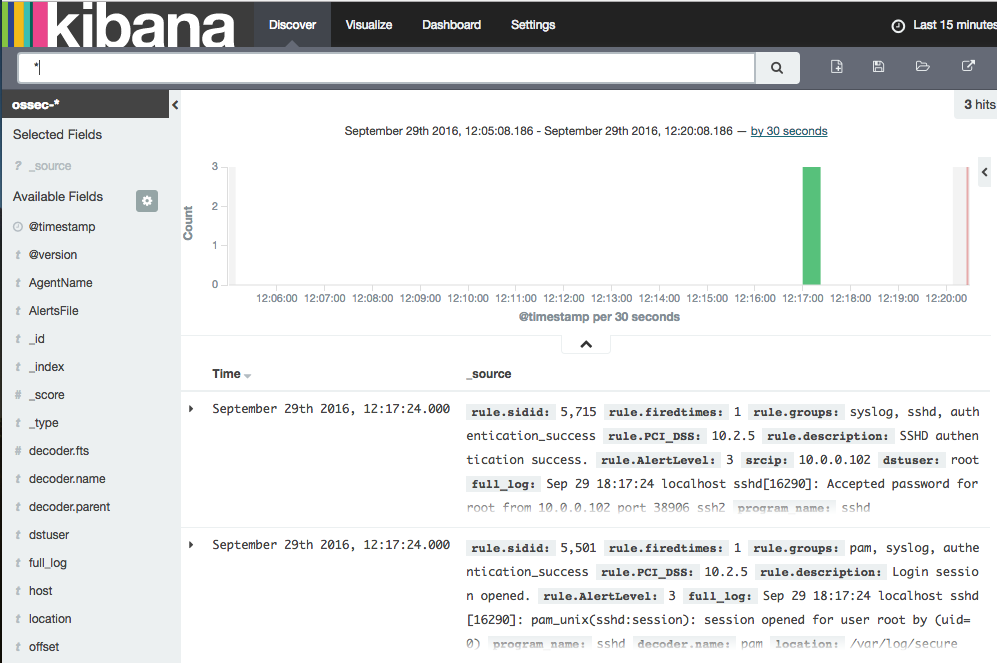 kibana
Discover
Visualize
Dashboard
Settings
Last 15 minutes
*
ossec-*
3 hits
Selected Fields
? _source
Available Fields
@timestamp
t @version
t AgentName
t AlertsFile
t _id
t _index
# _score
t _type
# decoder.fts
t decoder.name
t decoder.parent
t dstuser
t full_log
t host
t location
t offset
September 29th 2016, 12:05:08.186 - September 29th 2016, 12:20:08.186 — by 30 seconds
Count
3
2
1
0
12:06:00 12:07:00 12:08:00 12:09:00 12:10:00 12:11:00 12:12:00 12:13:00 12:14:00 12:15:00 12:16:00 12:17:00 12:18:00 12:19:00 12:20:00
@timestamp per 30 seconds
Time
_source
September 29th 2016, 12:17:24.000
rule.sidid: 5,715 rule.firedtimes: 1 rule.groups: syslog, sshd, auth
entication_success rule.PCI_DSS: 10.2.5 rule.description: SSHD authen
tication success. rule.AlertLevel: 3 srcip: 10.0.0.102 dstuser: root
full_log: Sep 29 18:17:24 localhost sshd[16290]: Accepted password for
root from 10.0.0.102 port 38906 ssh2 program_name: sshd
September 29th 2016, 12:17:24.000
rule.sidid: 5,501 rule.firedtimes: 1 rule.groups: pam, syslog, authe
ntication_success rule.PCI_DSS: 10.2.5 rule.description: Login sessio
n opened. rule.AlertLevel: 3 full_log: Sep 29 18:17:24 localhost sshd
[16290]: pam_unix(sshd:session): session opened for user root by (uid=
0) program_name: sshd decoder.name: pam location: /var/log/secure